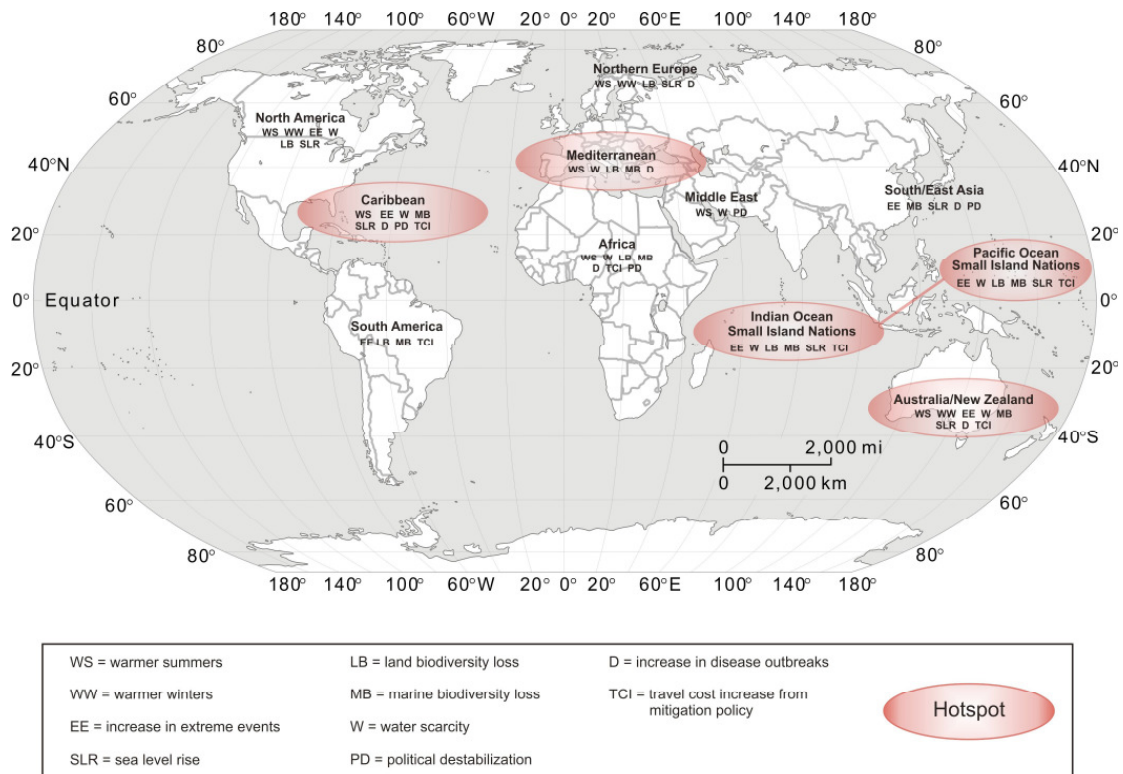 180° 140° 100° 60°W 20° 0° 20° 60°E 100° 140° 180°
80° 80°
Northern Europe
WS WW LB SLR D
60° 60°
North America
WS WW EE W
LB SLR
40°N 40°N
Mediterranean
WS W LB MB D
South/East Asia
EE MB SLR D PD
Middle East
WS W PD
Caribbean
WS EE W MB
SLR D PD TCI
20° 20°
Africa
WS W LB MB
D TCI PD
Pacific Ocean
Small Island Nations
EE W LB MB SLR TCI
0° Equator 0°
Indian Ocean
Small Island Nations
EE W LB MB SLR TCI
South America
EE LB MB TCI
20° 20°
Australia/New Zealand
WS WW EE W MB
SLR D TCI
40°S 40°S
0 2,000 mi
0 2,000 km
60° 60°
80° 80°
180° 140° 100° 60°W 20° 0° 20° 60°E 100° 140° 180°
WS = warmer summers
WW = warmer winters
EE = increase in extreme events
SLR = sea level rise
LB = land biodiversity loss
MB = marine biodiversity loss
W = water scarcity
PD = political destabilization
D = increase in disease outbreaks
TCI = travel cost increase from
mitigation policy
Hotspot